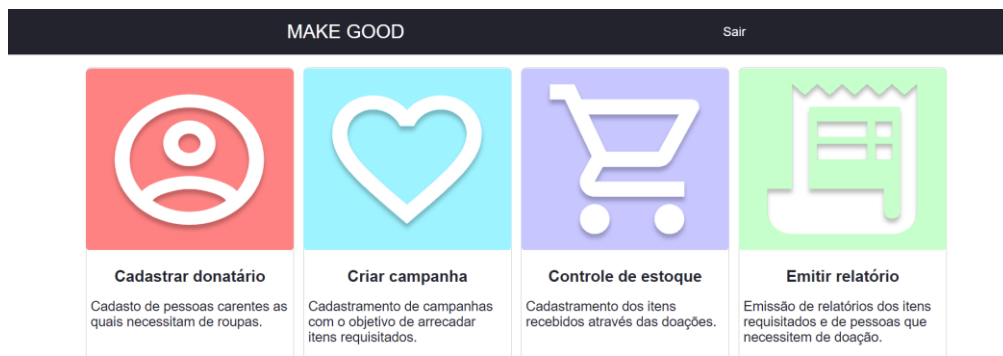 MAKE GOOD
Sair
Cadastrar donatário
Cadasto de pessoas carentes as
quais necessitam de roupas.
Criar campanha
Cadastramento de campanhas
com o objetivo de arrecadar
itens requisitados.
Controle de estoque
Cadastramento dos itens
recebidos através das doações.
Emitir relatório
Emissão de relatórios dos itens
requisitados e de pessoas que
necessitem de doação.